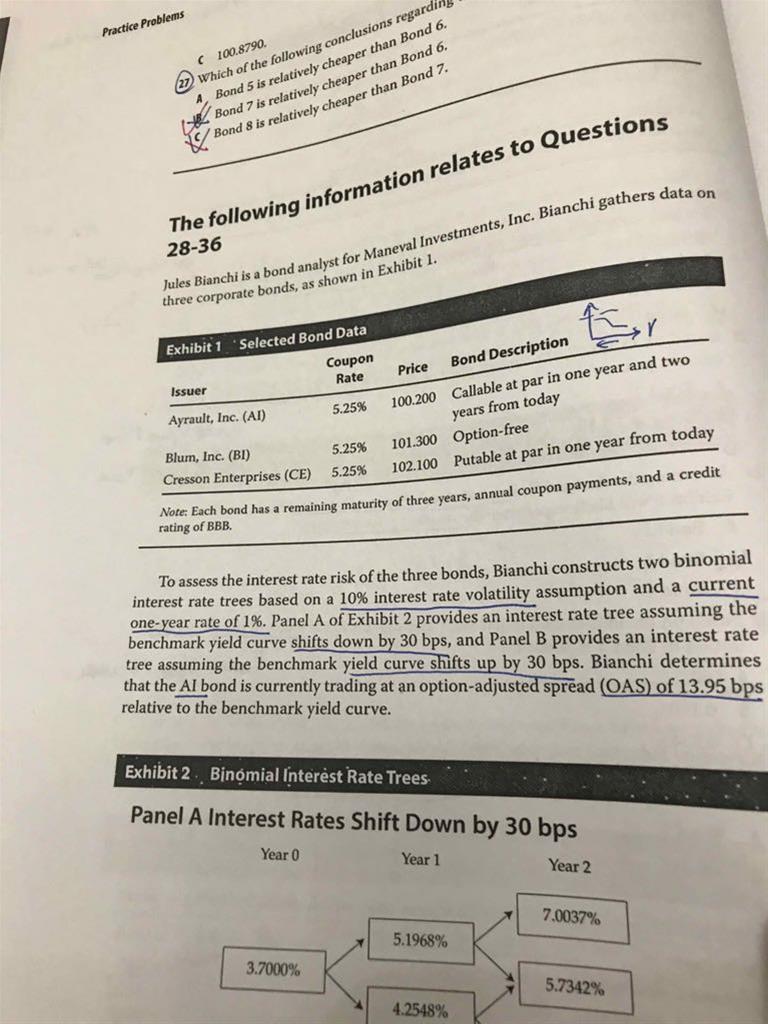 Practice Problems
C 100.8790.
27 Which of the following conclusions regarding
A Bond 5 is relatively cheaper than Bond 6.
B Bond 7 is relatively cheaper than Bond 6.
C Bond 8 is relatively cheaper than Bond 7.
The following information relates to Questions
28-36
Jules Bianchi is a bond analyst for Maneval Investments, Inc. Bianchi gathers data on
three corporate bonds, as shown in Exhibit 1.
Exhibit 1 Selected Bond Data
r
Issuer Coupon Rate Price Bond Description
Ayrault, Inc. (AI) 5.25% 100.200 Callable at par in one year and two
years from today
Blum, Inc. (BI) 5.25% 101.300 Option-free
Cresson Enterprises (CE) 5.25% 102.100 Putable at par in one year from today
Note: Each bond has a remaining maturity of three years, annual coupon payments, and a credit
rating of BBB.
To assess the interest rate risk of the three bonds, Bianchi constructs two binomial
interest rate trees based on a 10% interest rate volatility assumption and a current
one-year rate of 1%. Panel A of Exhibit 2 provides an interest rate tree assuming the
benchmark yield curve shifts down by 30 bps, and Panel B provides an interest rate
tree assuming the benchmark yield curve shifts up by 30 bps. Bianchi determines
that the AI bond is currently trading at an option-adjusted spread (OAS) of 13.95 bps
relative to the benchmark yield curve.
Exhibit 2 Binomial Interest Rate Trees
Panel A Interest Rates Shift Down by 30 bps
Year 0 Year 1 Year 2
7.0037%
5.1968%
3.7000%
5.7342%
4.2548%